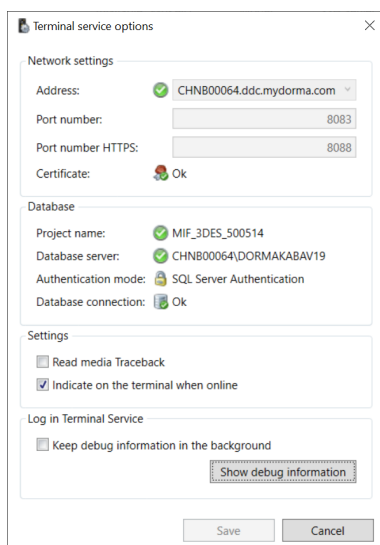 Terminal service options
Network settings
Address: CHNB00064.ddc.mydorma.com
Port number: 8083
Port number HTTPS: 8088
Certificate: Ok
Database
Project name: MIF_3DES_500514
Database server: CHNB00064\DORMAKABAV19
Authentication mode: SQL Server Authentication
Database connection: Ok
Settings
Read media Traceback
Indicate on the terminal when online
Log in Terminal Service
Keep debug information in the background
Show debug information
Save Cancel